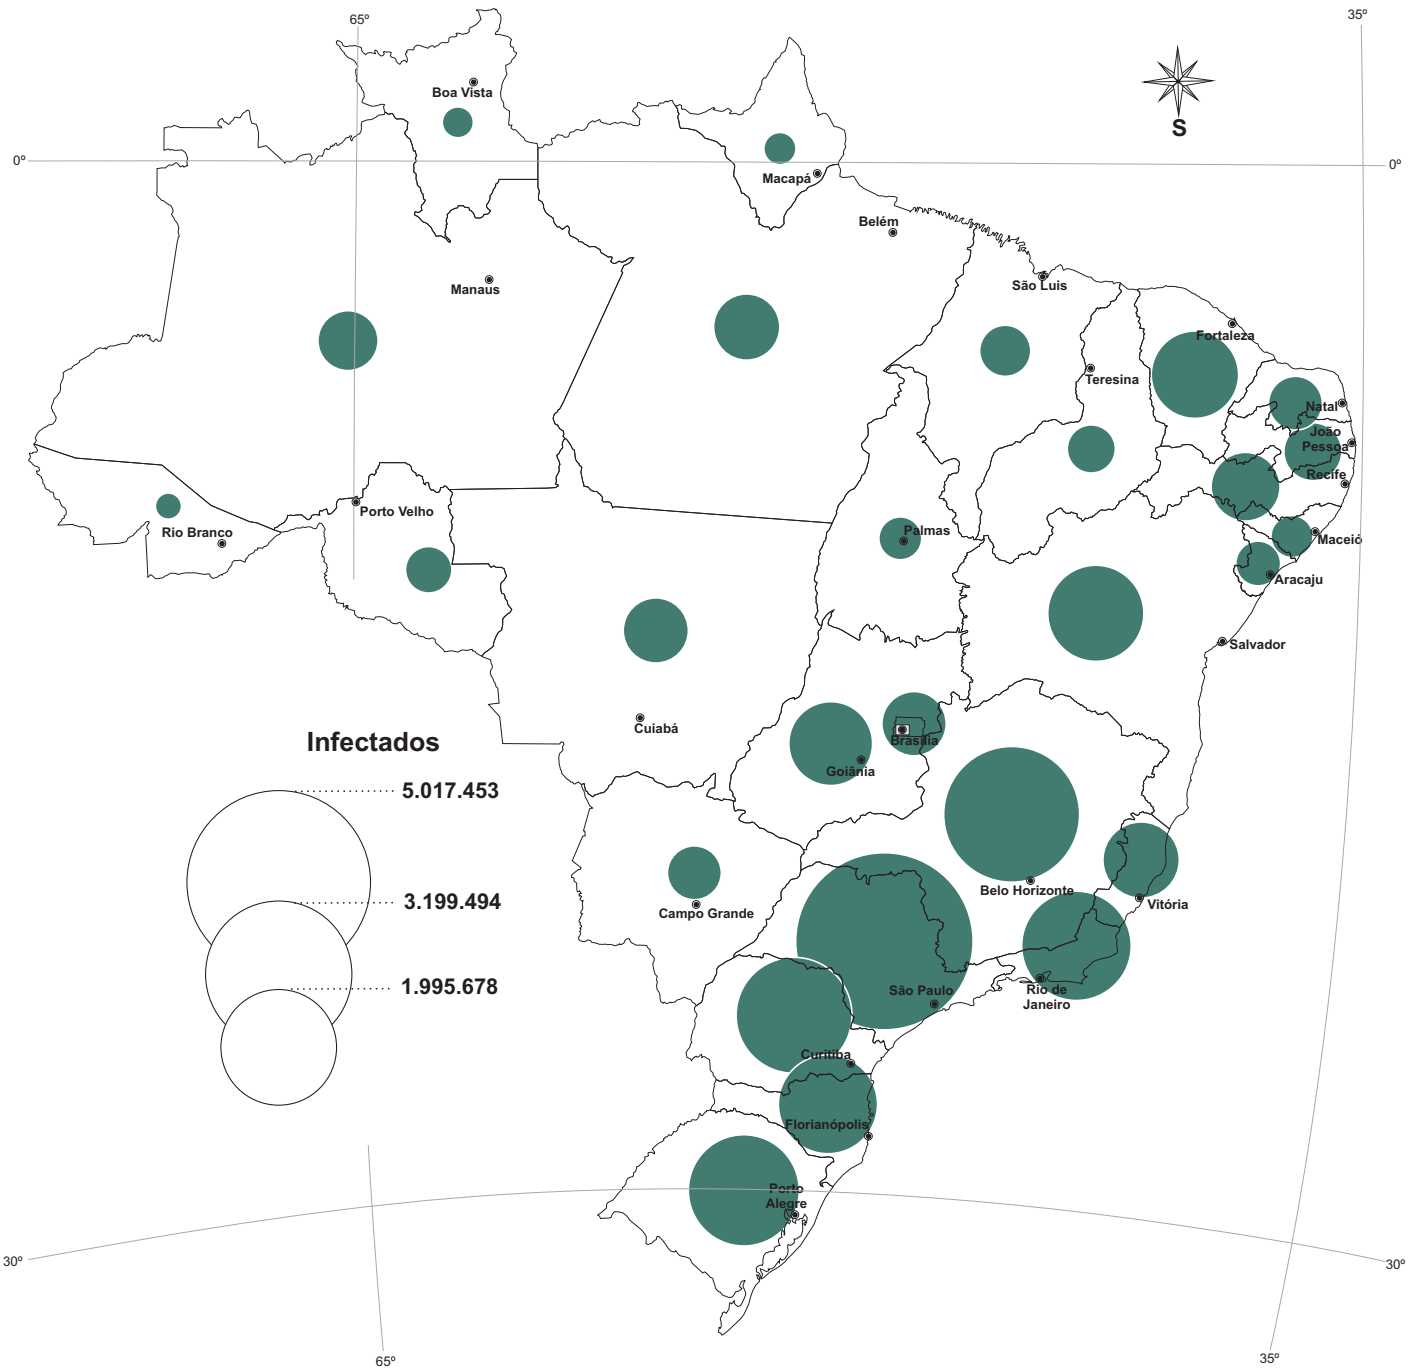 65º
35º
Boa Vista
S
0º
0º
Macapá
Belém
São Luis
Manaus
Fortaleza
Teresina
Natal
João
Pessoa
Recife
Porto Velho
Rio Branco
Palmas
Maceió
Aracaju
Salvador
Cuiabá
Brasília
Infectados
Goiânia
5.017.453
Belo Horizonte
3.199.494
Vitória
Campo Grande
1.995.678
São Paulo
Rio de
Janeiro
Curitiba
Florianópolis
Porto
Alegre
30º
30º
65º
35º